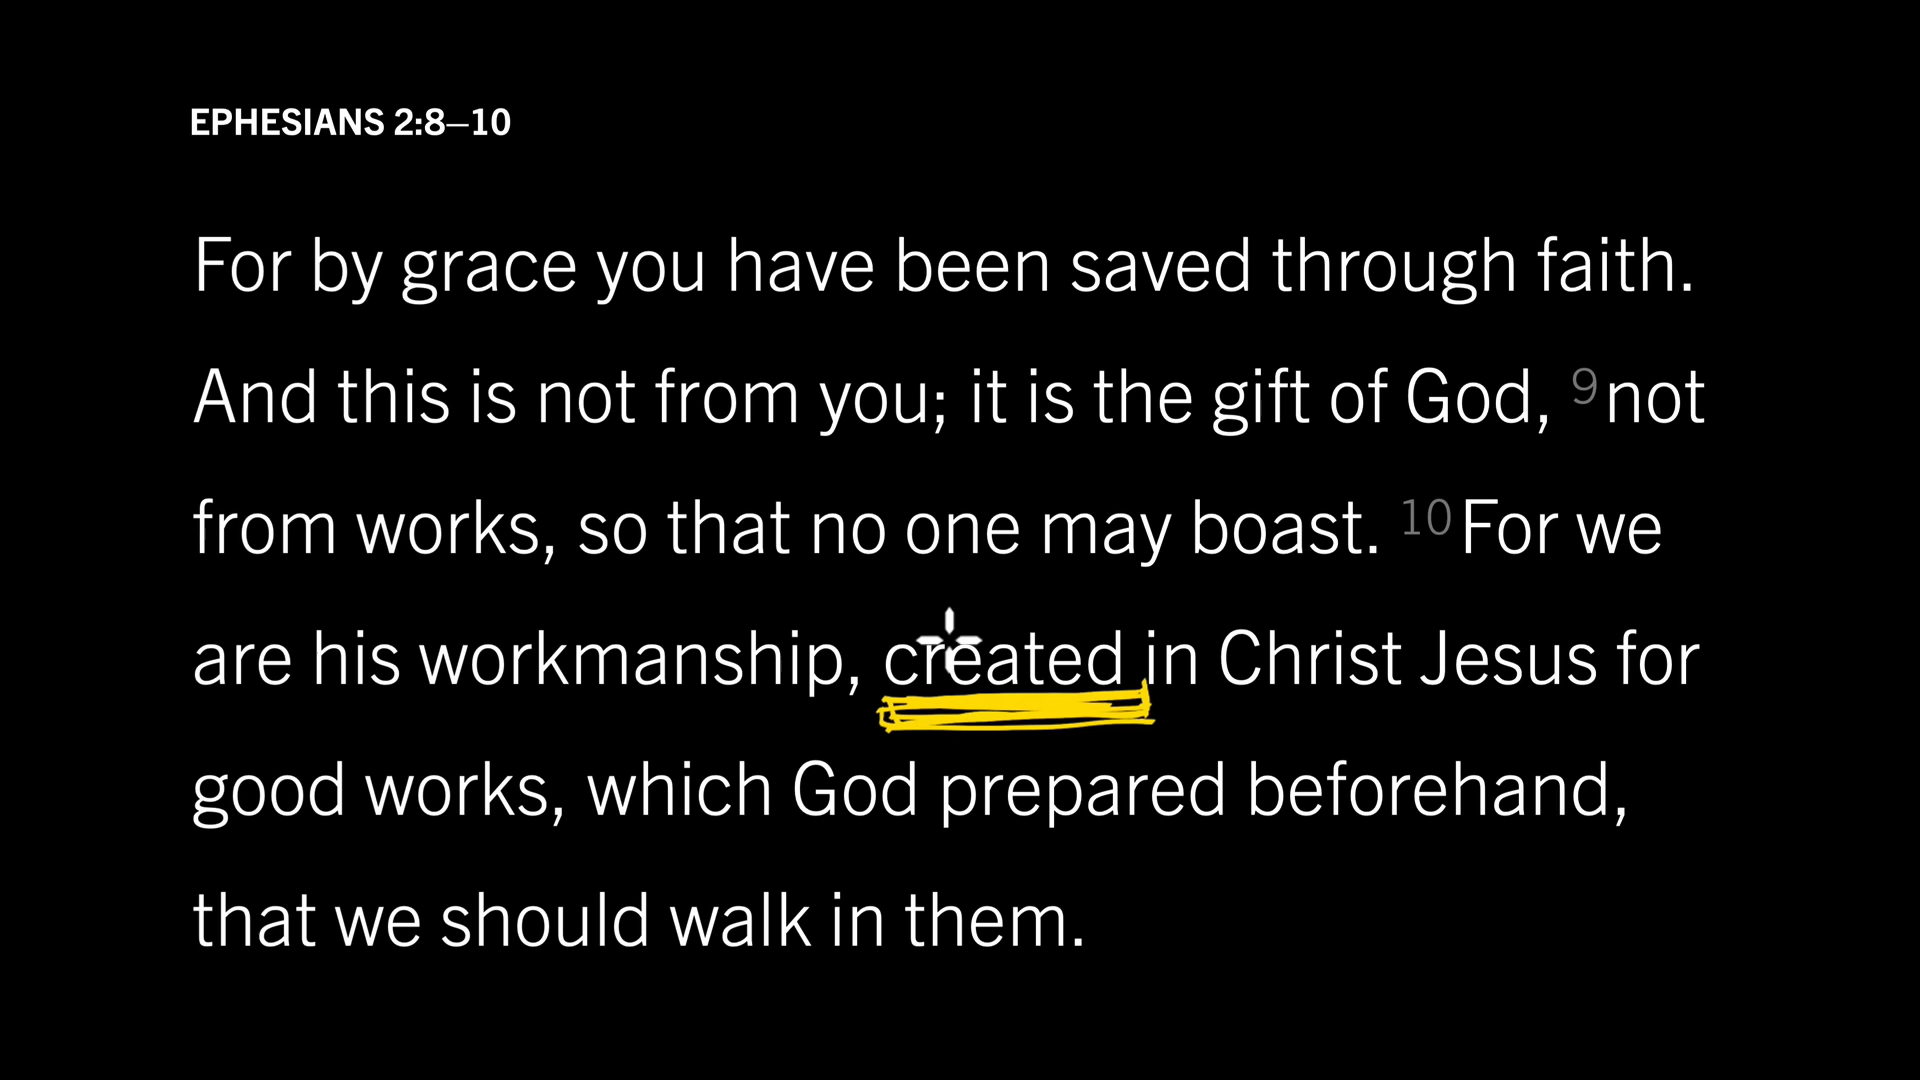 EPHESIANS 2:8–10
For by grace you have been saved through faith.
And this is not from you; it is the gift of God, 9 not
from works, so that no one may boast. 10 For we
are his workmanship, created in Christ Jesus for
good works, which God prepared beforehand,
that we should walk in them.